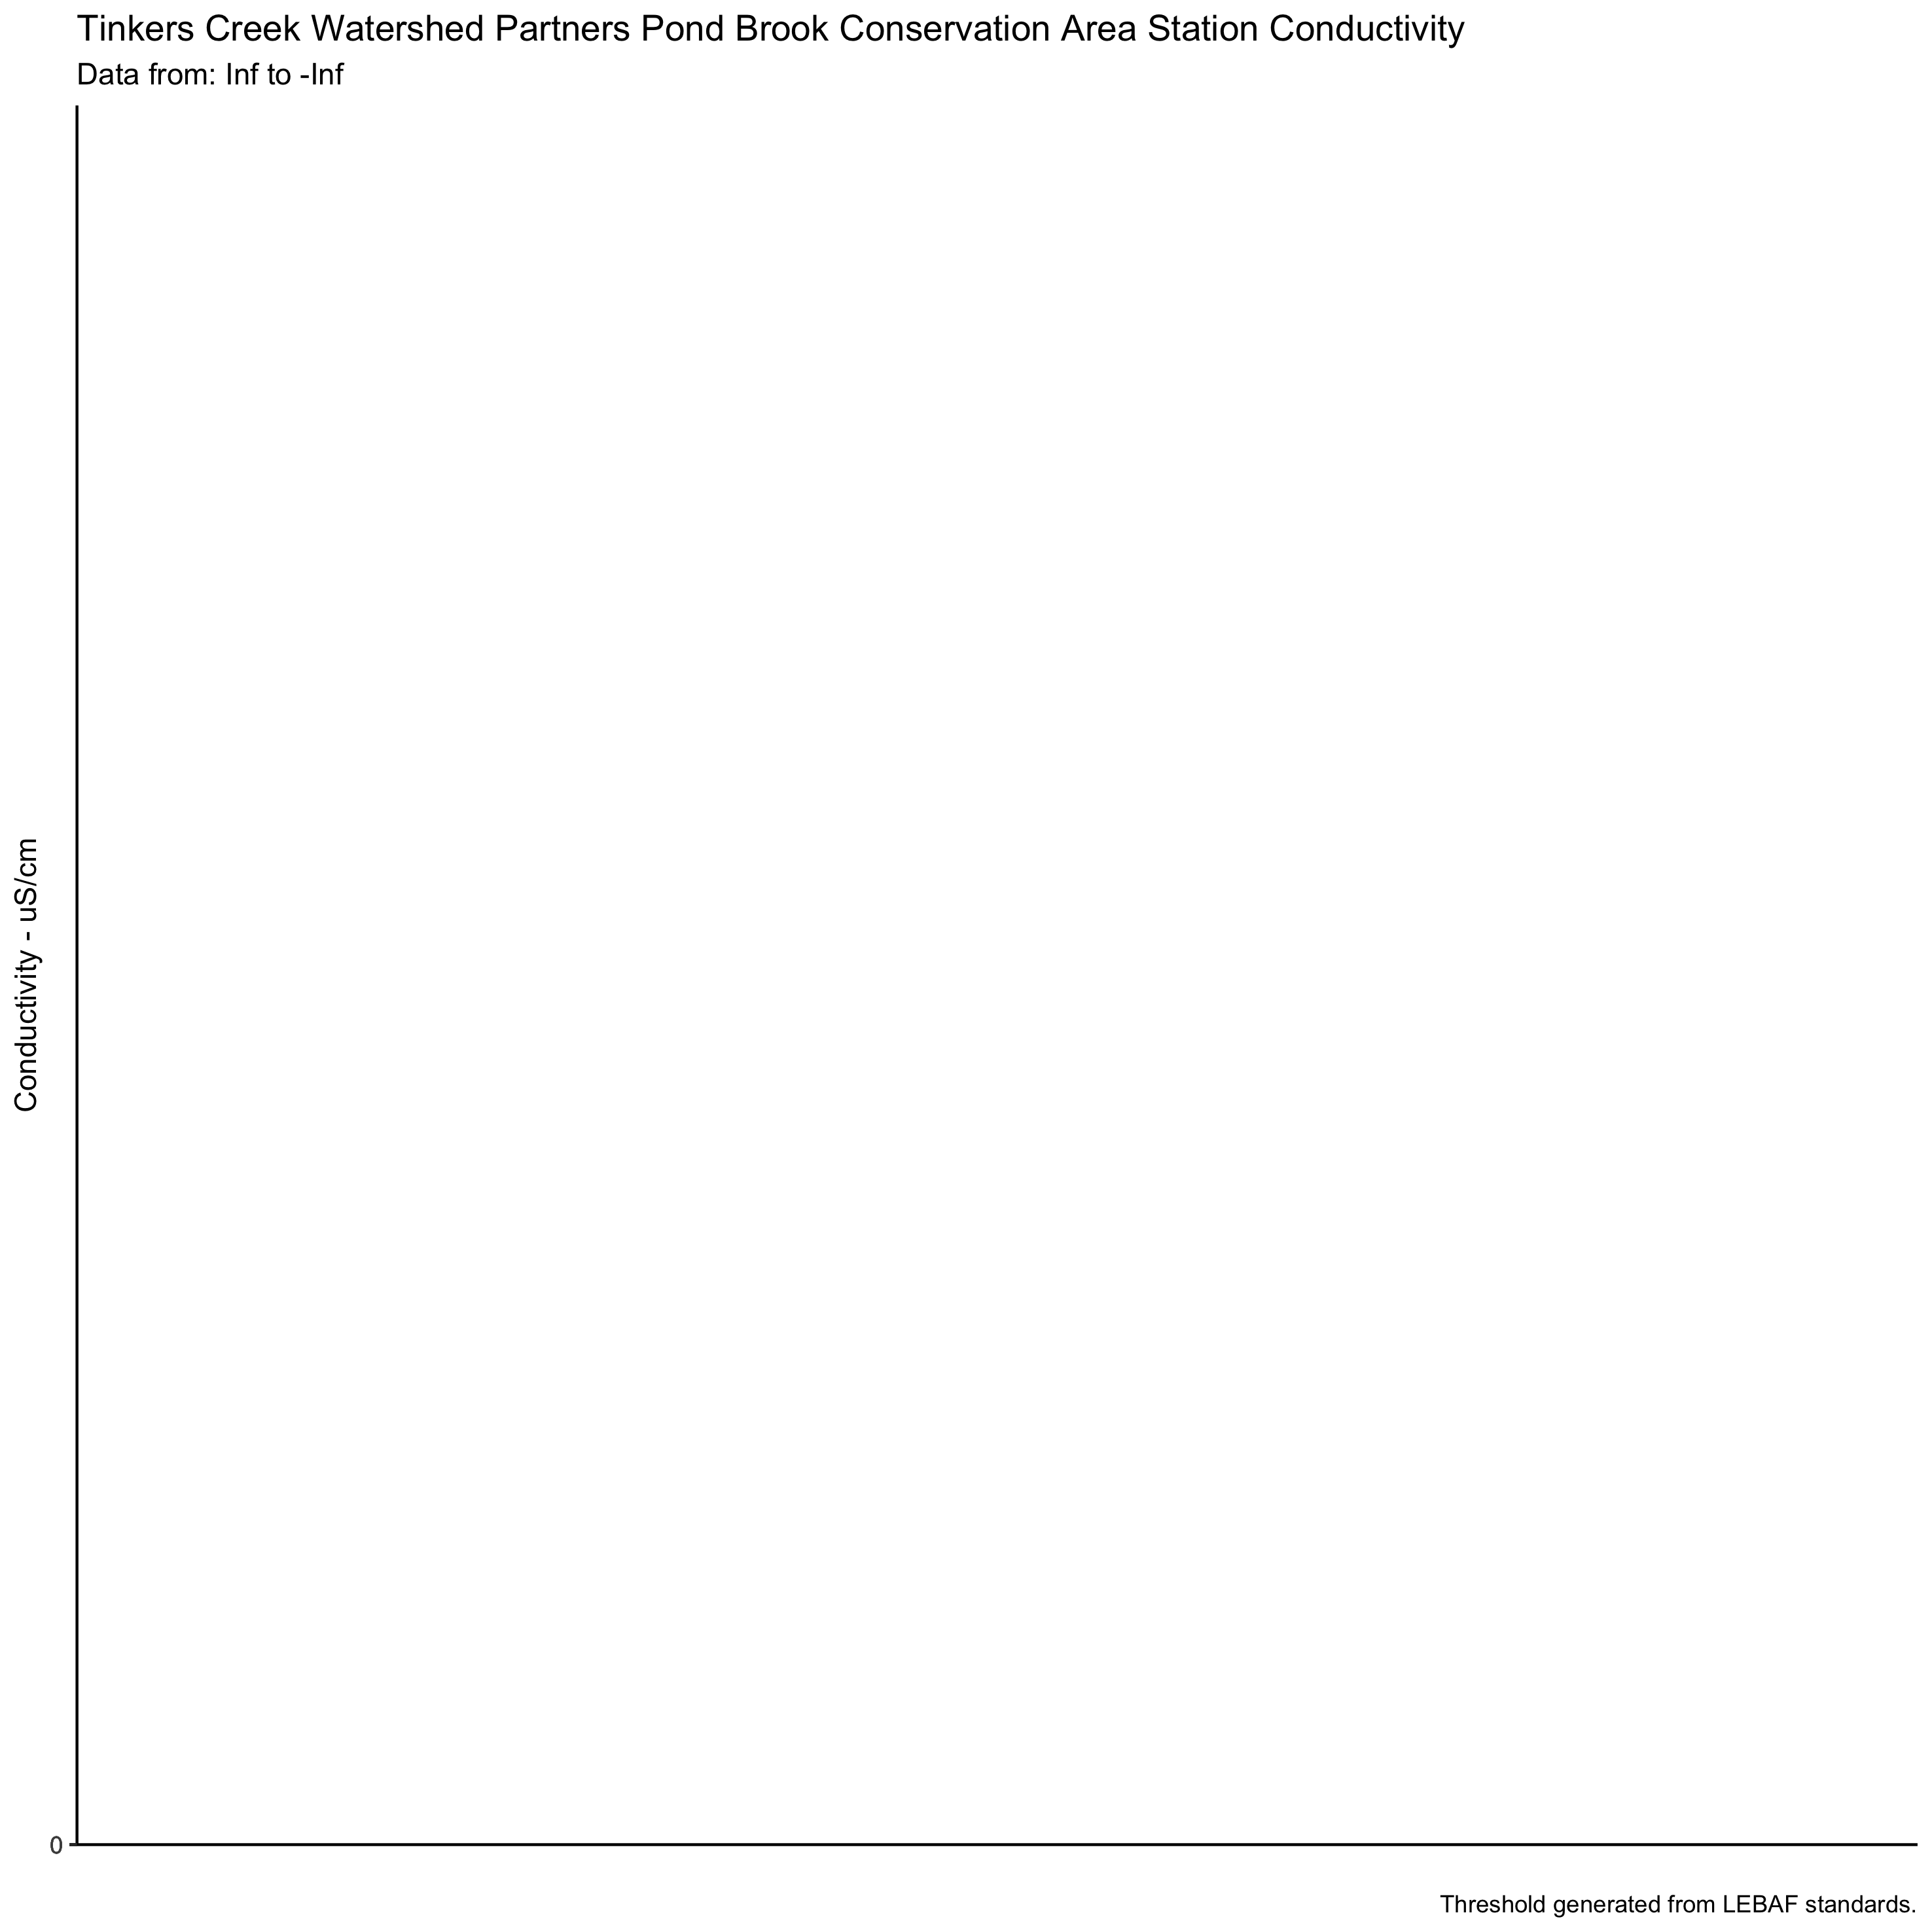 Tinkers Creek Watershed Partners Pond Brook Conservation Area Station Conductivity
Data from: Inf to -Inf
Conductivity - uS/cm
0
Threshold generated from LEBAF standards.